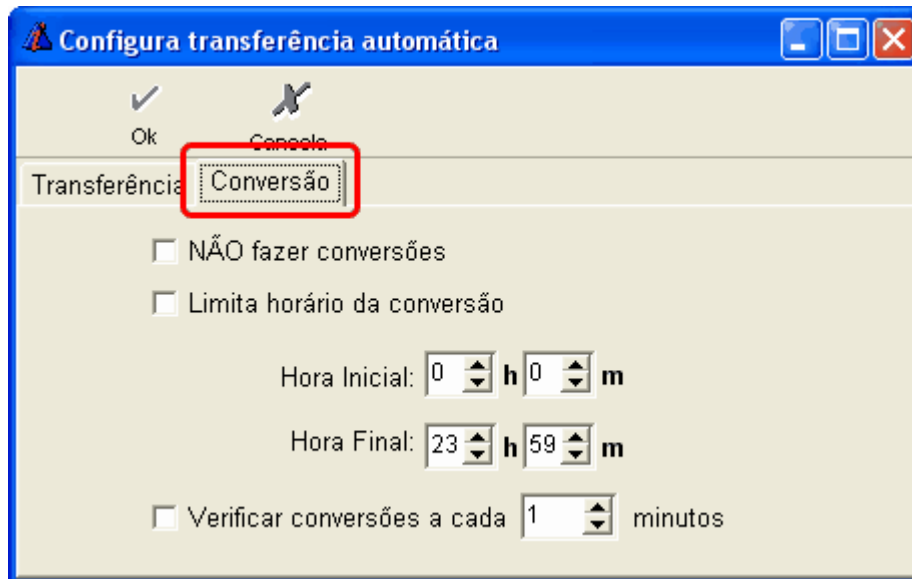 Configura transferência automática
Ok Cancela
Transferência Conversão
NÃO fazer conversões
Limita horário da conversão
Hora Inicial: 0 h 0 m
Hora Final: 23 h 59 m
Verificar conversões a cada 1 minutos